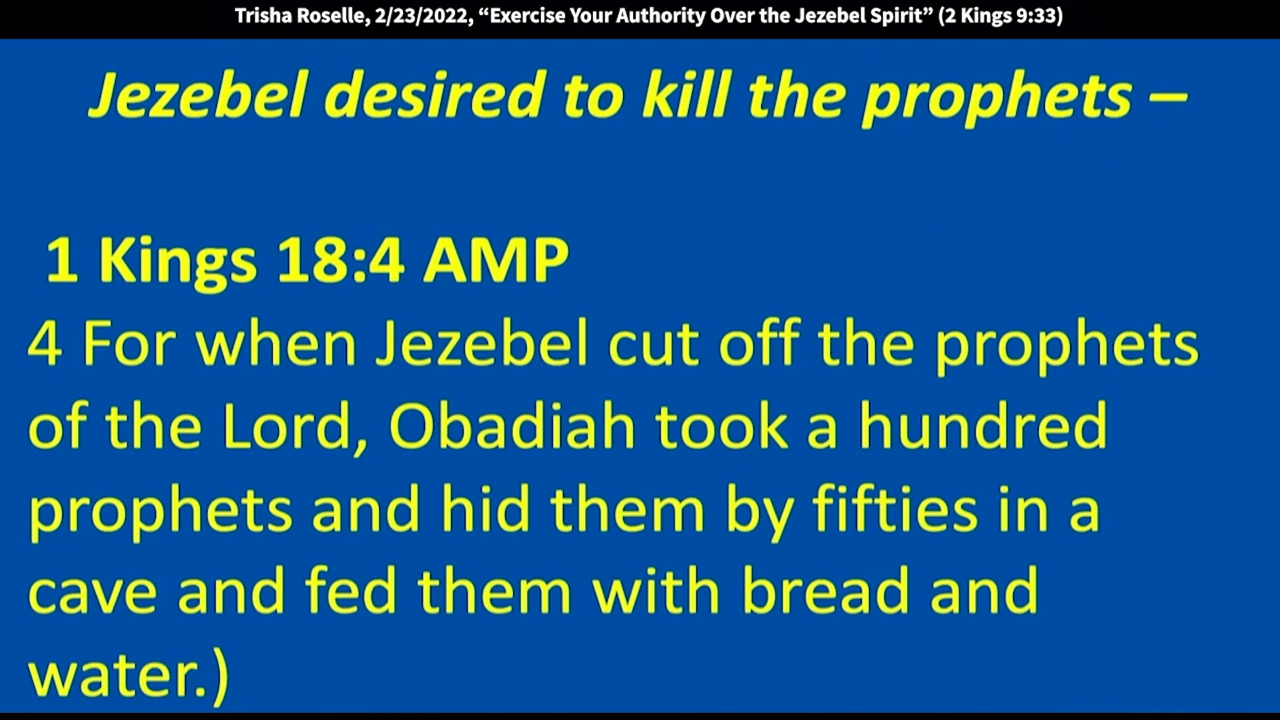 Trisha Roselle, 2/23/2022, “Exercise Your Authority Over the Jezebel Spirit” (2 Kings 9:33)
Jezebel desired to kill the prophets –
1 Kings 18:4 AMP
4 For when Jezebel cut off the prophets
of the Lord, Obadiah took a hundred
prophets and hid them by fifties in a
cave and fed them with bread and
water.)